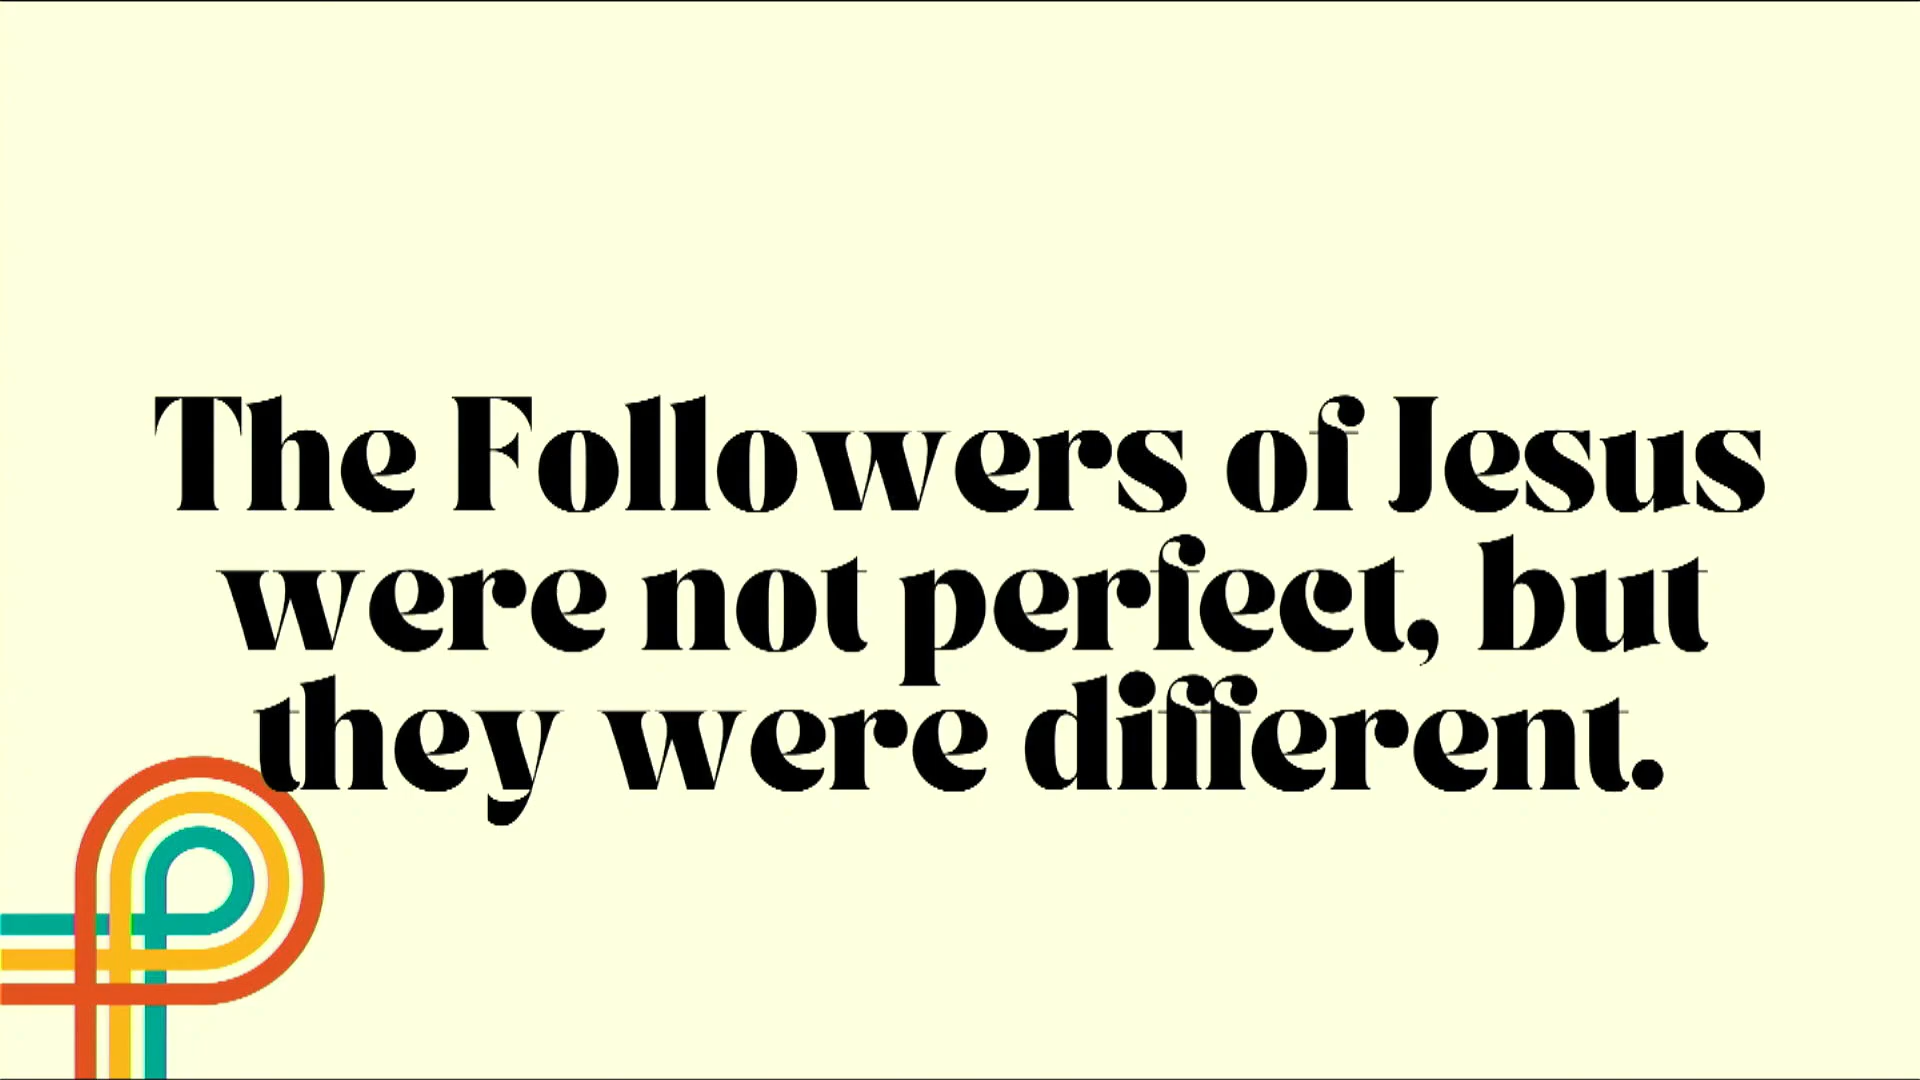 The Followers of Jesus
were not perfect, but
they were different.